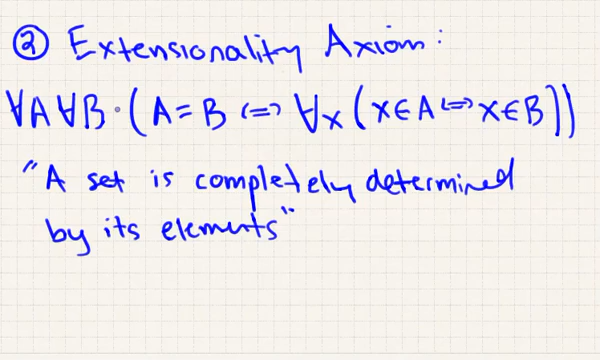 ② Extensionality Axiom:
∀A ∀B · (A = B ⇔ ∀x (x ∈ A ⇔ x ∈ B))
"A set is completely determined
by its elements"